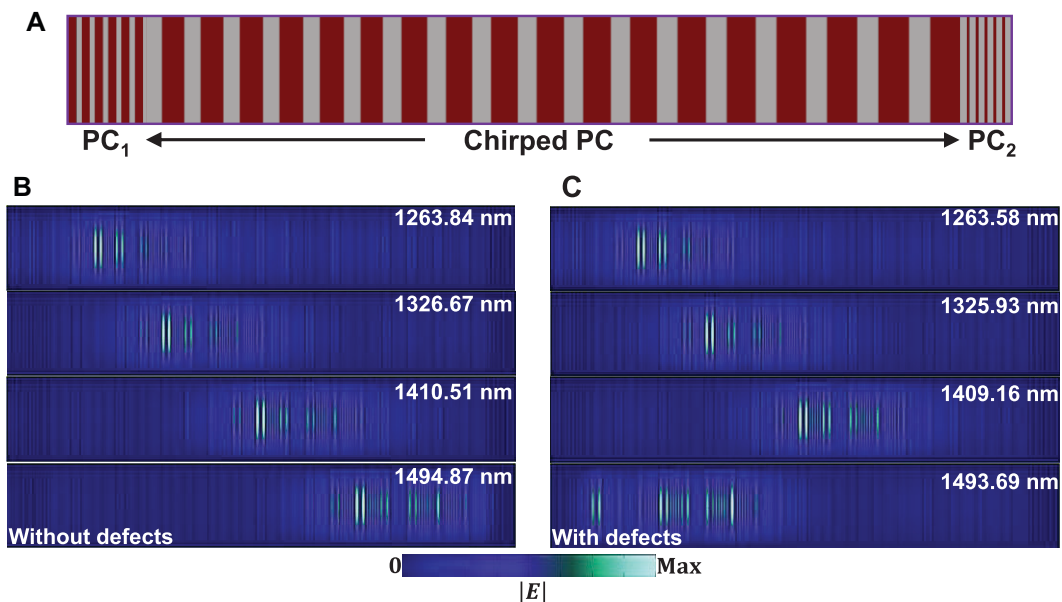 A
PC₁
Chirped PC
PC₂
B
C
1263.84 nm
1326.67 nm
1410.51 nm
1494.87 nm
Without defects
1263.58 nm
1325.93 nm
1409.16 nm
1493.69 nm
With defects
0
Max
|E|